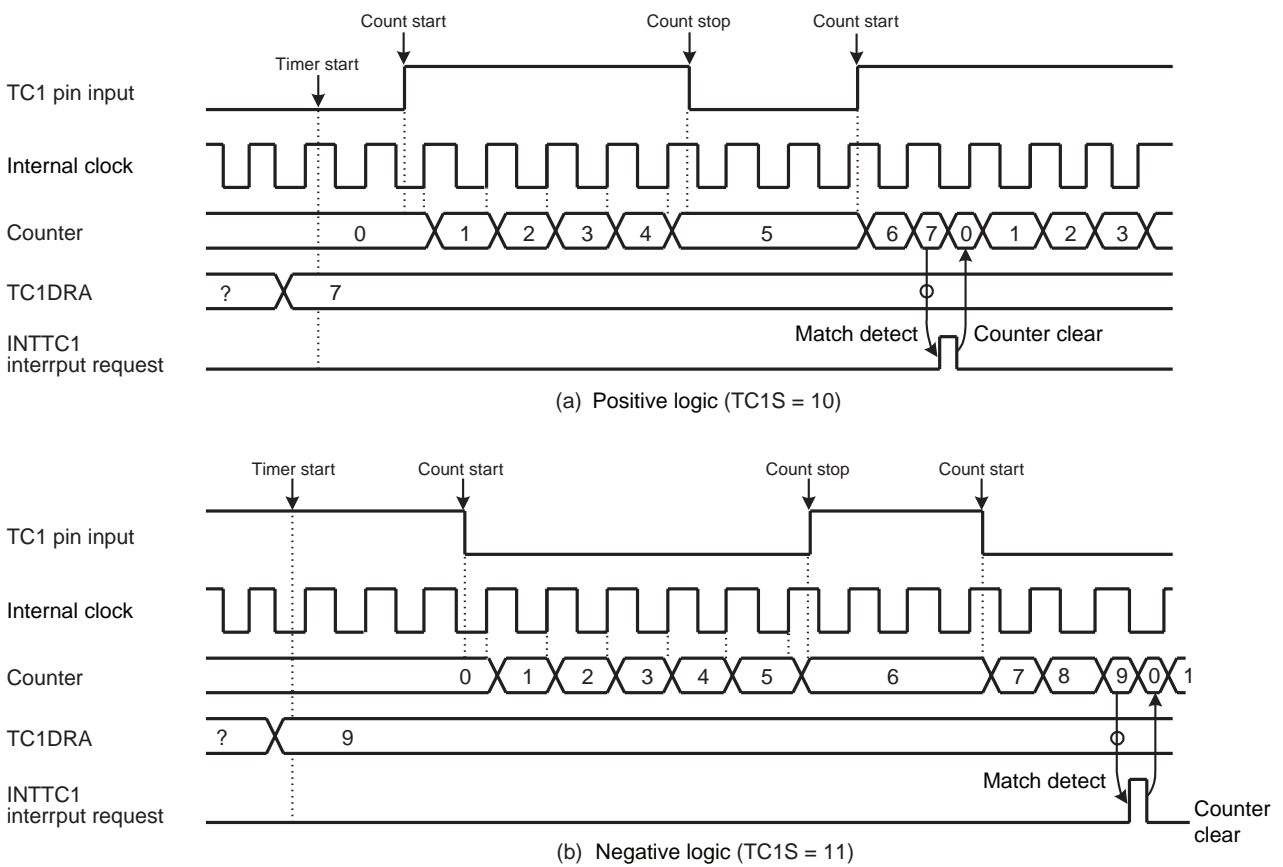 Count start
Count stop
Count start
Timer start
TC1 pin input
Internal clock
Counter
0 1 2 3 4 5 6 7 0 1 2 3
TC1DRA
? 7
INTTC1
interrput request
Match detect
Counter clear
(a) Positive logic (TC1S = 10)
Timer start
Count start
Count stop
Count start
TC1 pin input
Internal clock
Counter
0 1 2 3 4 5 6 7 8 9 0 1
TC1DRA
? 9
INTTC1
interrput request
Match detect
Counter
clear
(b) Negative logic (TC1S = 11)